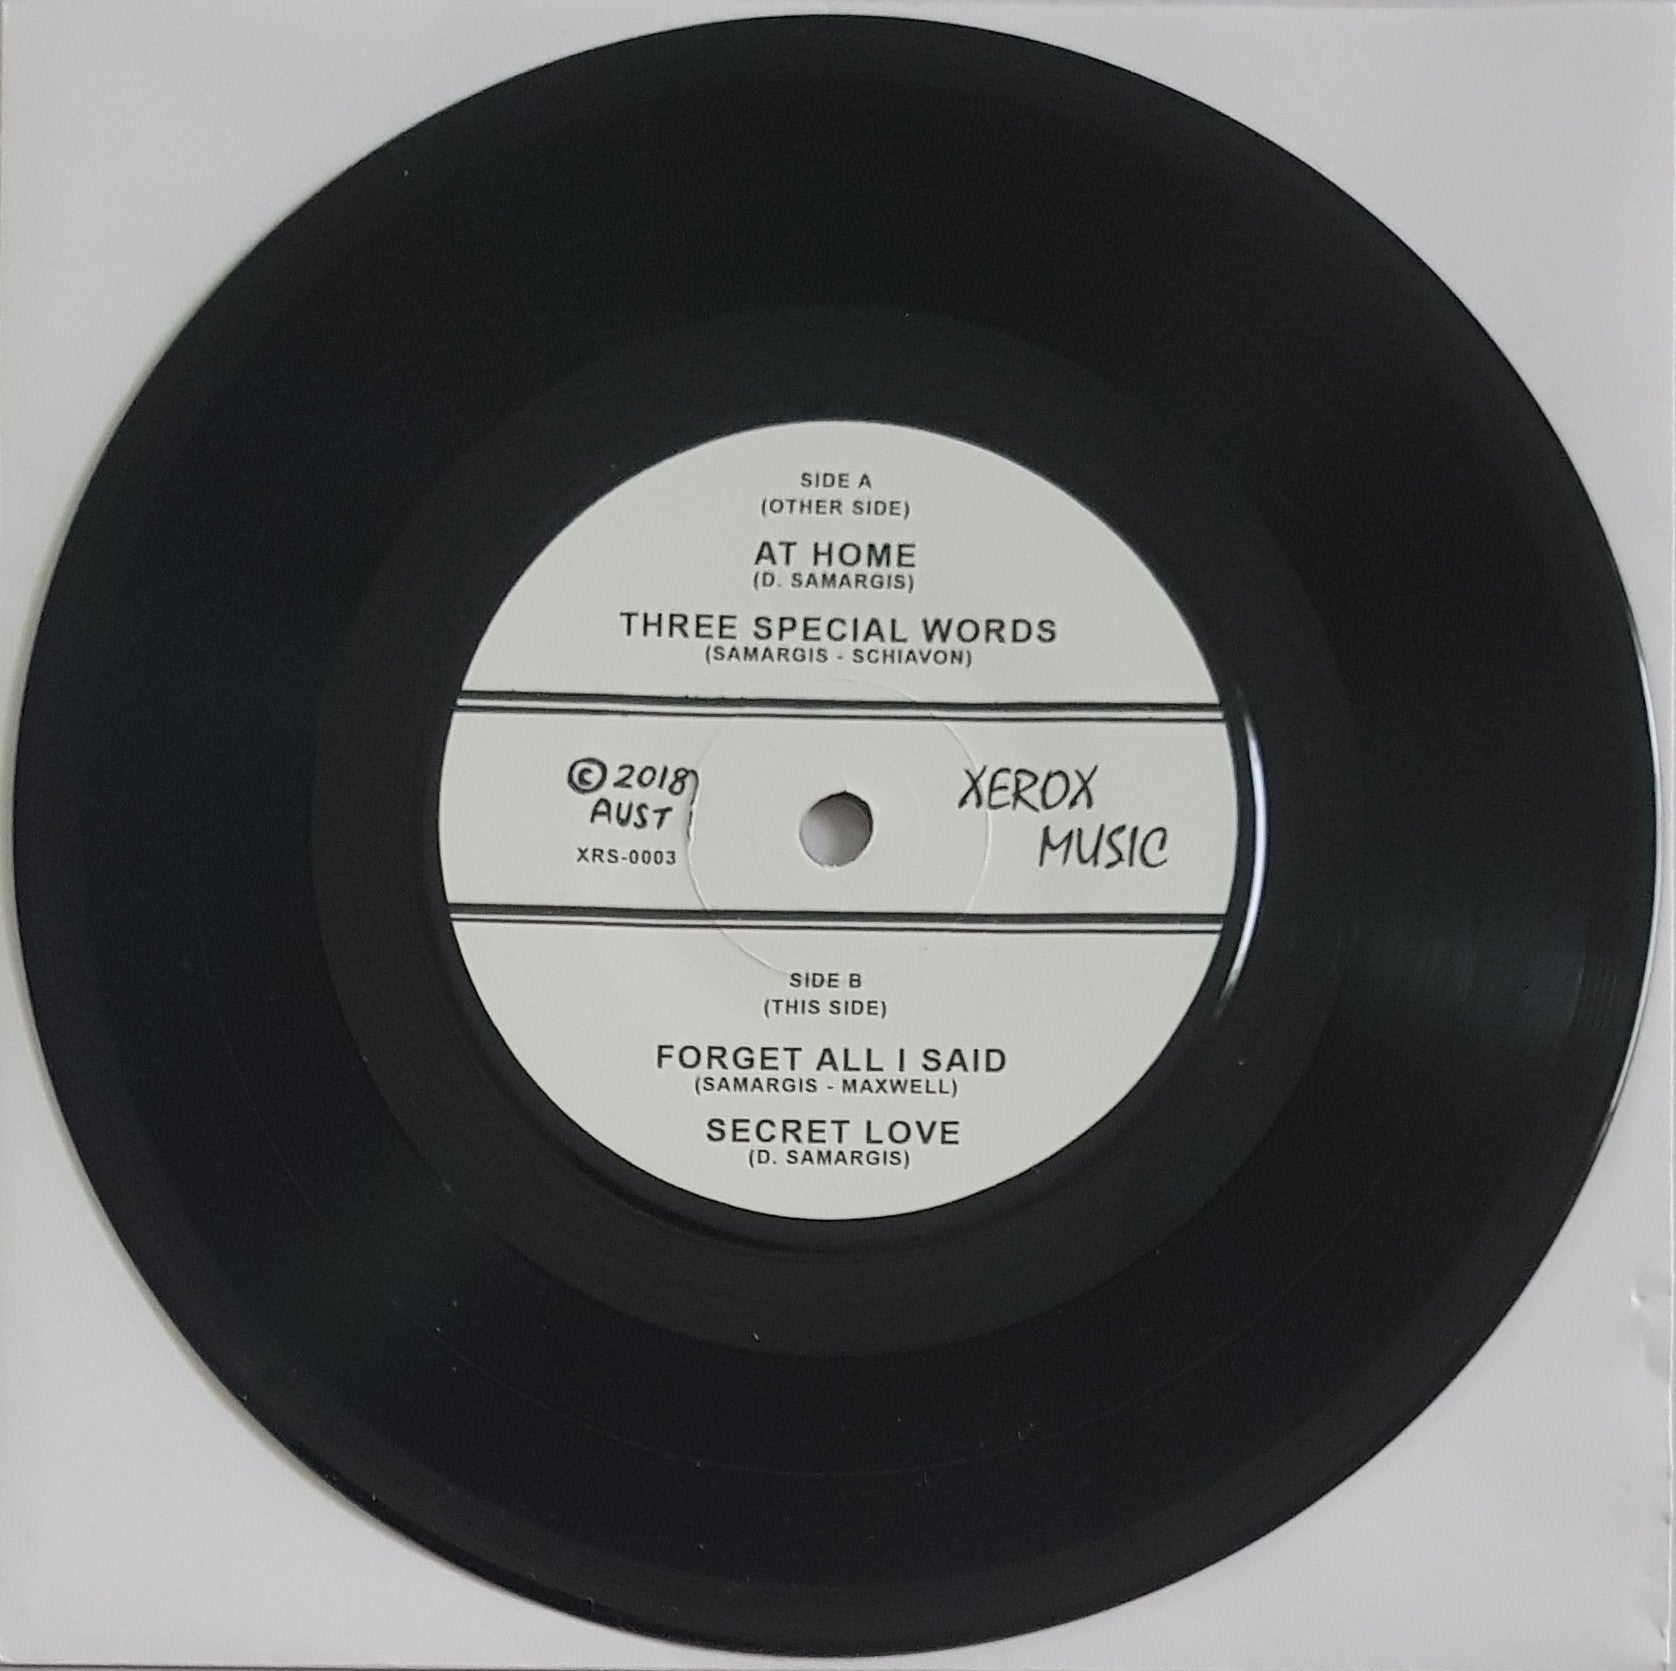 SIDE A
(OTHER SIDE)
AT HOME
(D. SAMARGIS)
THREE SPECIAL WORDS
(SAMARGIS - SCHIAVON)
©2018
AUST
XRS-0003
XEROX
MUSIC
SIDE B
(THIS SIDE)
FORGET ALL I SAID
(SAMARGIS - MAXWELL)
SECRET LOVE
(D. SAMARGIS)